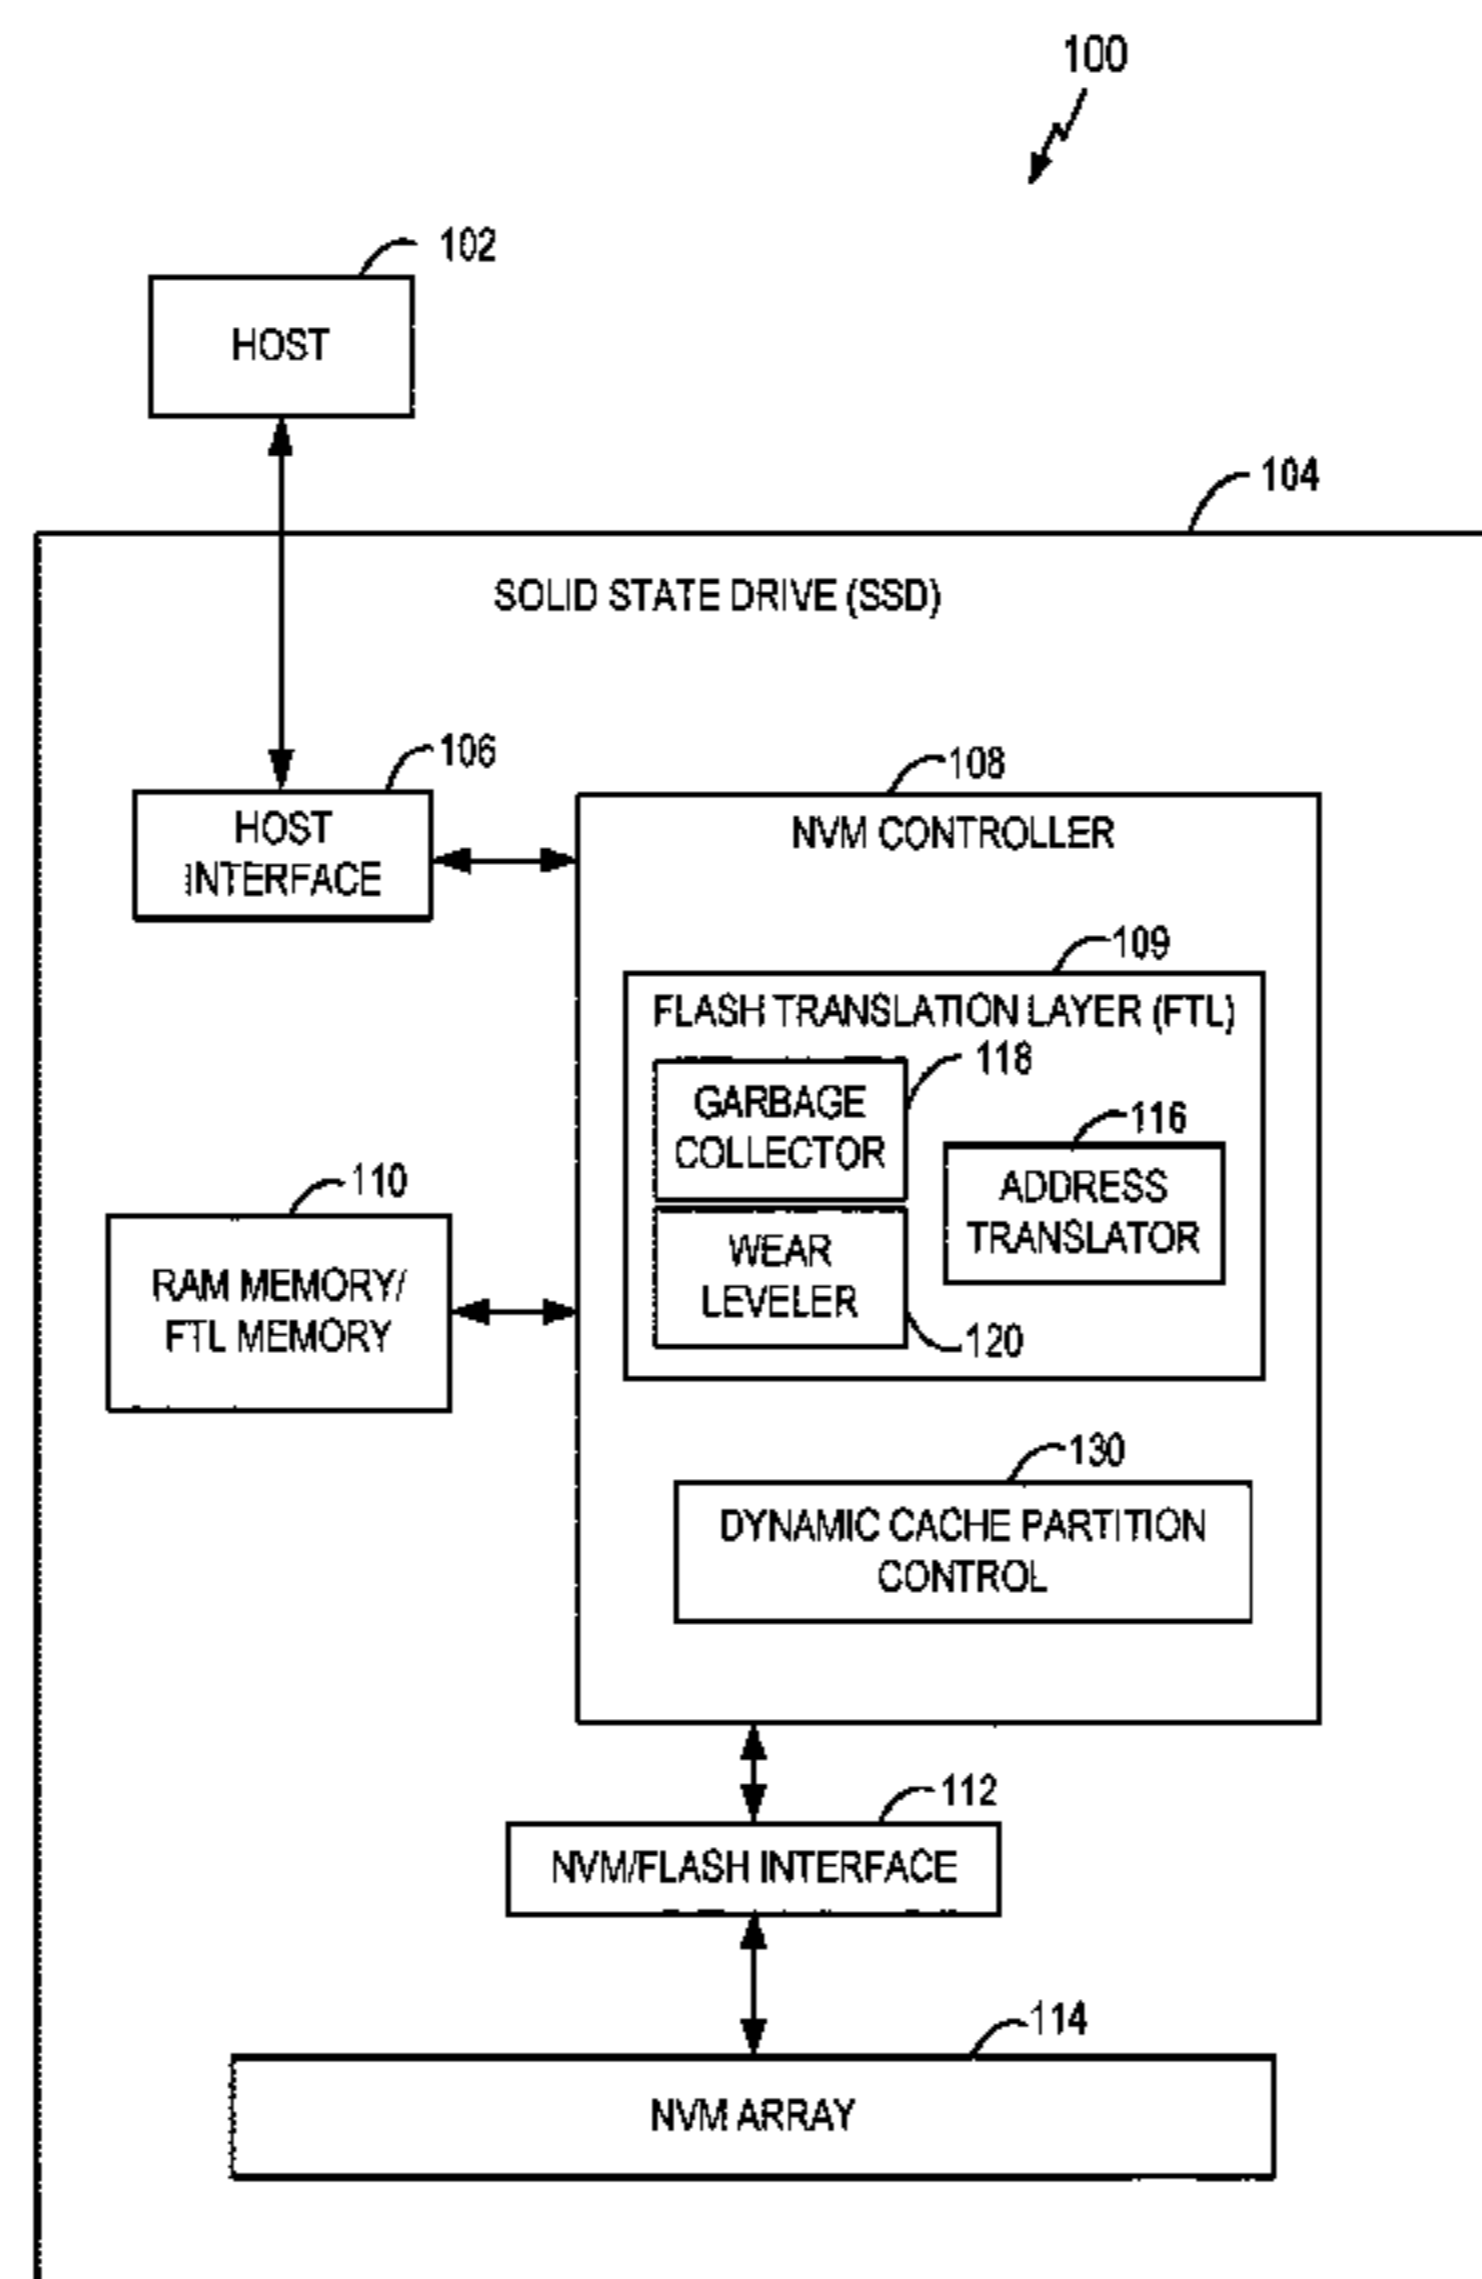 100
102
HOST
104
SOLID STATE DRIVE (SSD)
106
HOST
INTERFACE
108
NVM CONTROLLER
109
FLASH TRANSLATION LAYER (FTL)
118
GARBAGE
COLLECTOR
116
ADDRESS
TRANSLATOR
WEAR
LEVELER
120
110
RAM MEMORY/
FTL MEMORY
130
DYNAMIC CACHE PARTITION
CONTROL
112
NVM/FLASH INTERFACE
114
NVM ARRAY